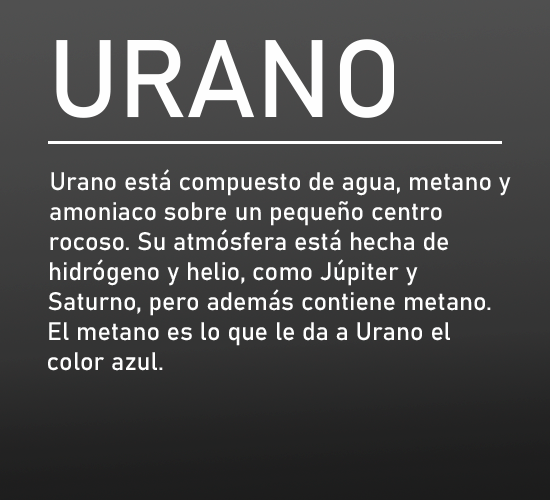 URANO
Urano está compuesto de agua, metano y
amoniaco sobre un pequeño centro
rocoso. Su atmósfera está hecha de
hidrógeno y helio, como Júpiter y
Saturno, pero además contiene metano.
El metano es lo que le da a Urano el
color azul.